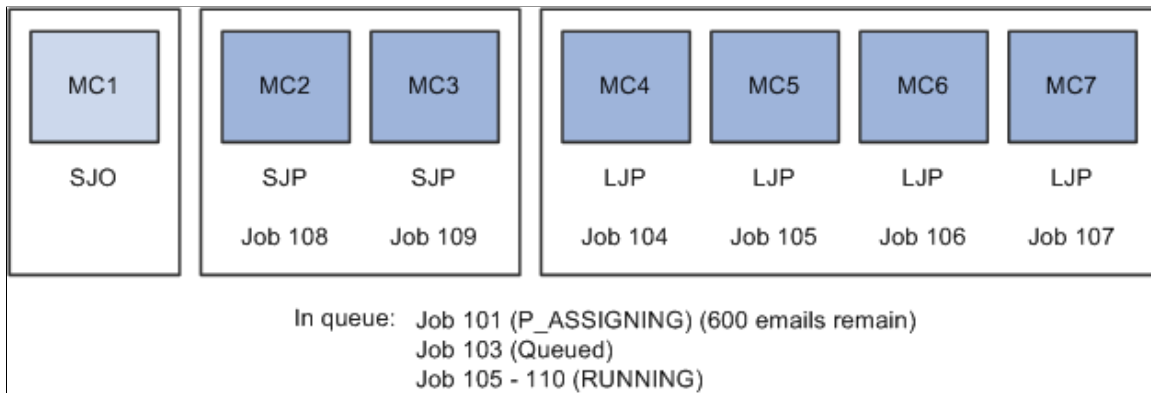 MC1 MC2 MC3 MC4 MC5 MC6 MC7
SJO SJP SJP LJP LJP LJP LJP
Job 108 Job 109 Job 104 Job 105 Job 106 Job 107
In queue: Job 101 (P_ASSIGNING) (600 emails remain)
Job 103 (Queued)
Job 105 - 110 (RUNNING)